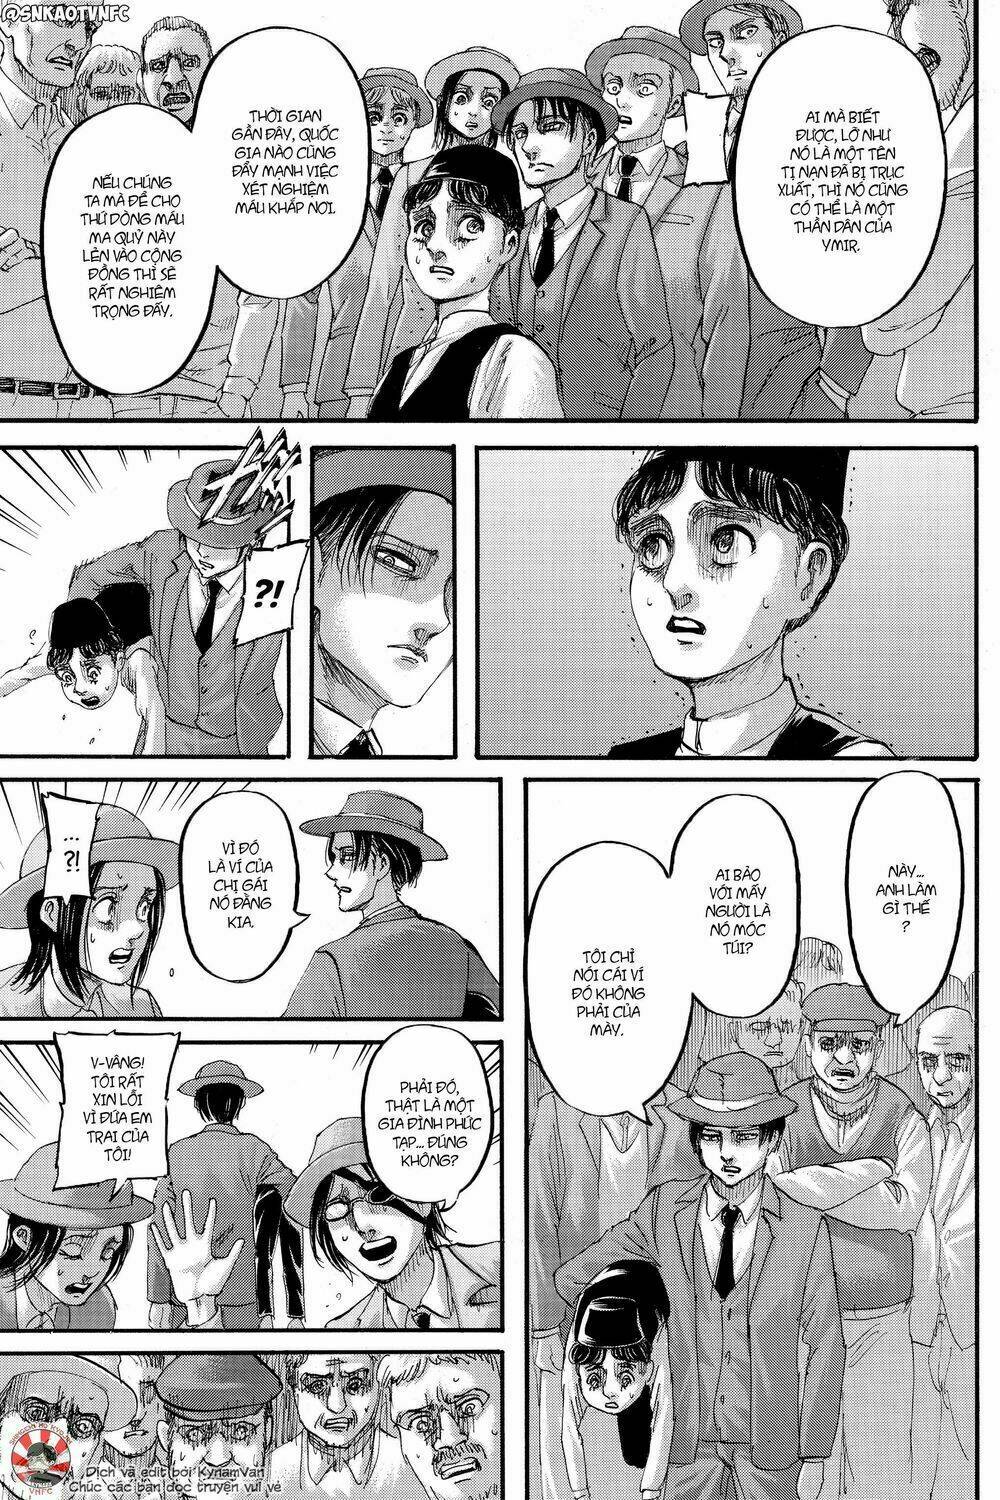 @SNKAOTVNFC
AI MÀ BIẾT
ĐƯỢC, LỠ NHƯ
NÓ LÀ MỘT TÊN
TỊ NẠN ĐÃ BỊ TRỤC
XUẤT, THÌ NÓ CŨNG
CÓ THỂ LÀ MỘT
THẦN DÂN CỦA
YMIR.
THỜI GIAN
GẦN ĐÂY, QUỐC
GIA NÀO CŨNG
ĐẨY MẠNH VIỆC
XÉT NGHIỆM
MÁU KHẮP NƠI.
NẾU CHÚNG
TA MÀ ĐỂ CHO
THỨ DÒNG MÁU
MA QUỶ NÀY
LẺN VÀO CỘNG
ĐỒNG THÌ SẼ
RẤT NGHIÊM
TRỌNG ĐẤY.
?!
NÀY...
ANH LÀM
GÌ THẾ
?
AI BẢO
VỚI MẤY
NGƯỜI LÀ
NÓ MÓC
TÚI?
TÔI CHỈ
NÓI CÁI VÍ
ĐÓ KHÔNG
PHẢI CỦA
MÀY.
VÌ ĐÓ
LÀ VÍ CỦA
CHỊ GÁI
NÓ ĐẰNG
KIA.
...
?!
PHẢI ĐÓ,
THẬT LÀ MỘT
GIA ĐÌNH PHỨC
TẠP... ĐÚNG
KHÔNG?
V-VÂNG!
TÔI RẤT
XIN LỖI
VÌ ĐỨA EM
TRAI CỦA
TÔI!
VNFC
Dịch và edit bởi KynamVan
Chúc các bạn đọc truyện vui vẻ